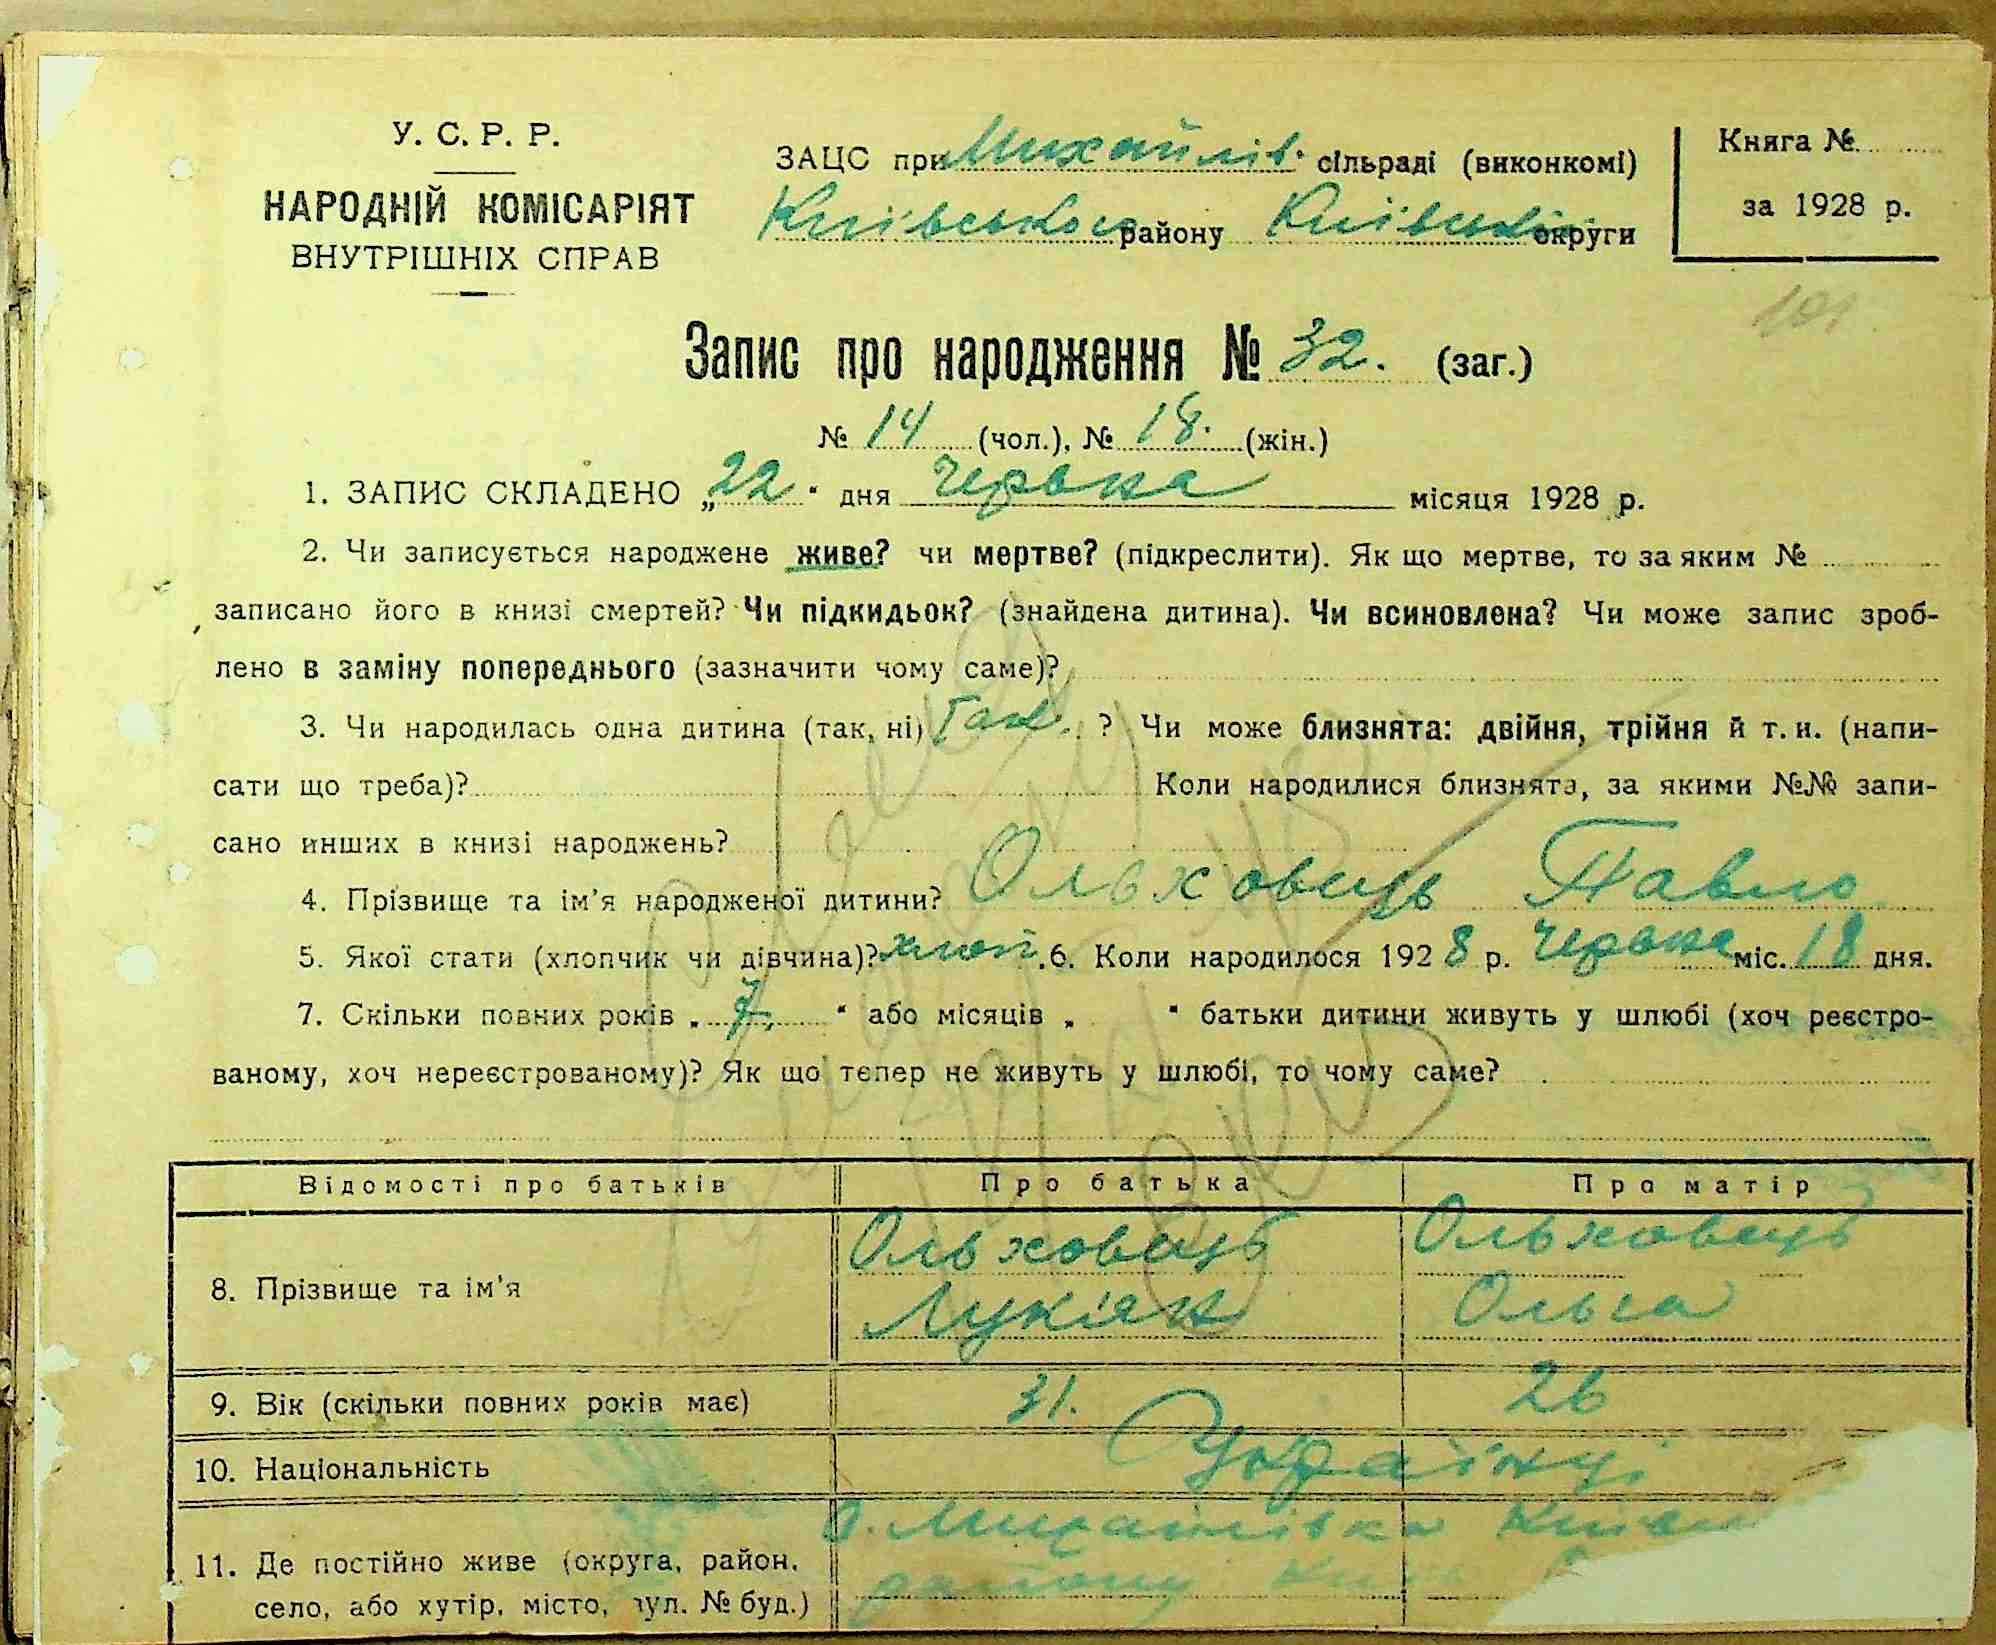 У. С. Р. Р.
НАРОДНІЙ КОМІСАРІЯТ
ВНУТРІШНІХ СПРАВ
ЗАЦС при Михайлів. сільраді (виконкомі)
Київського району Київської округи
Книга №
за 1928 р.
101
Запис про народження № 32. (заг.)
№ 14 (чол.), № 18. (жін.)
1. ЗАПИС СКЛАДЕНО „22“ дня червня місяця 1928 р.
2. Чи записується народжене живе? чи мертве? (підкреслити). Як що мертве, то за яким №
записано його в книзі смертей? Чи підкидьок? (знайдена дитина). Чи всиновлена? Чи може запис зроб-
лено в заміну попереднього (зазначити чому саме)?
3. Чи народилась одна дитина (так, ні) Так. ? Чи може близнята: двійня, трійня й т. и. (напи-
сати що треба)? Коли народилися близнята, за якими №№ запи-
сано инших в книзі народжень?
4. Прізвище та ім'я народженої дитини? Ольховець Павло
5. Якої стати (хлопчик чи дівчина)? хлоп. 6. Коли народилося 1928 р. червня міс. 18 дня.
7. Скільки повних років „ 7 “ або місяців „ “ батьки дитини живуть у шлюбі (хоч реєстро-
ваному, хоч нереєстрованому)? Як що тепер не живуть у шлюбі, то чому саме?
Відомості про батьків Про батька Про матір
8. Прізвище та ім'я Ольховець Лукіян Ольховець Ольга
9. Вік (скільки повних років має) 31. 26
10. Національність Українці
11. Де постійно живе (округа, район, с. Михайлівка
село, або хутір, місто, вул. № буд.) району